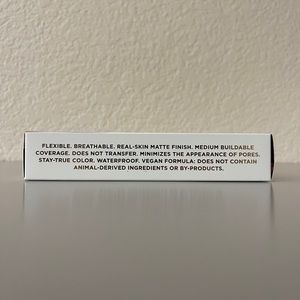 FLEXIBLE. BREATHABLE. REAL-SKIN MATTE FINISH. MEDIUM BUILDABLE
COVERAGE. DOES NOT TRANSFER. MINIMIZES THE APPEARANCE OF PORES.
STAY-TRUE COLOR. WATERPROOF. VEGAN FORMULA: DOES NOT CONTAIN
ANIMAL-DERIVED INGREDIENTS OR BY-PRODUCTS.